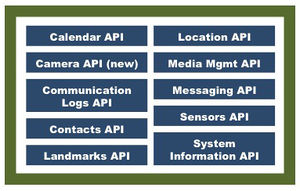 Calendar API
Camera API (new)
Communication
Logs API
Contacts API
Landmarks API
Location API
Media Mgmt API
Messaging API
Sensors API
System
Information API